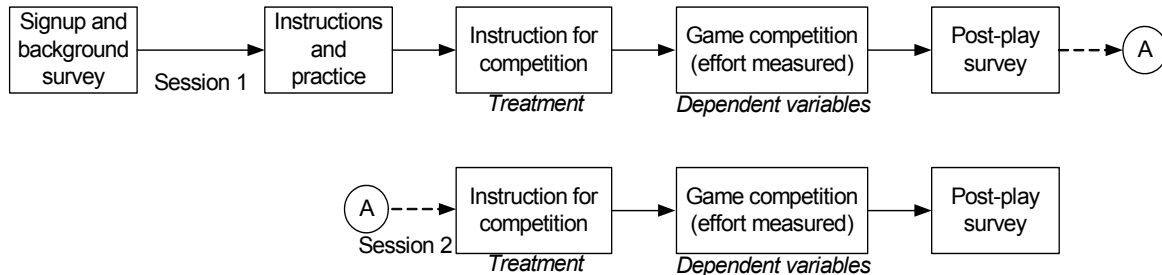 Signup and
background
survey
Session 1
Instructions
and
practice
Instruction for
competition
Treatment
Game competition
(effort measured)
Dependent variables
Post-play
survey
A
A
Session 2
Instruction for
competition
Treatment
Game competition
(effort measured)
Dependent variables
Post-play
survey